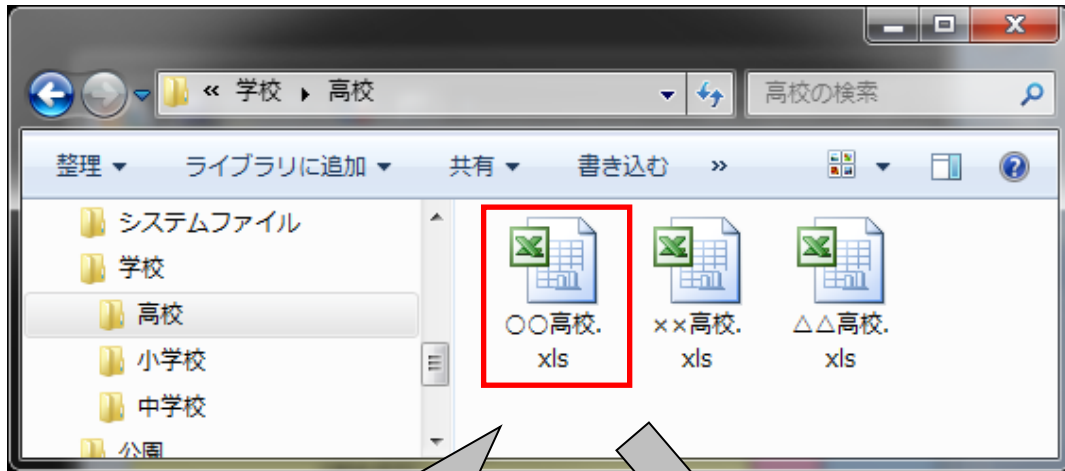 « 学校 ▸ 高校
高校の検索
整理 ▼ ライブラリに追加 ▼ 共有 ▼ 書き込む »
システムファイル
学校
高校
小学校
中学校
公園
○○高校.
xls
××高校.
xls
△△高校.
xls